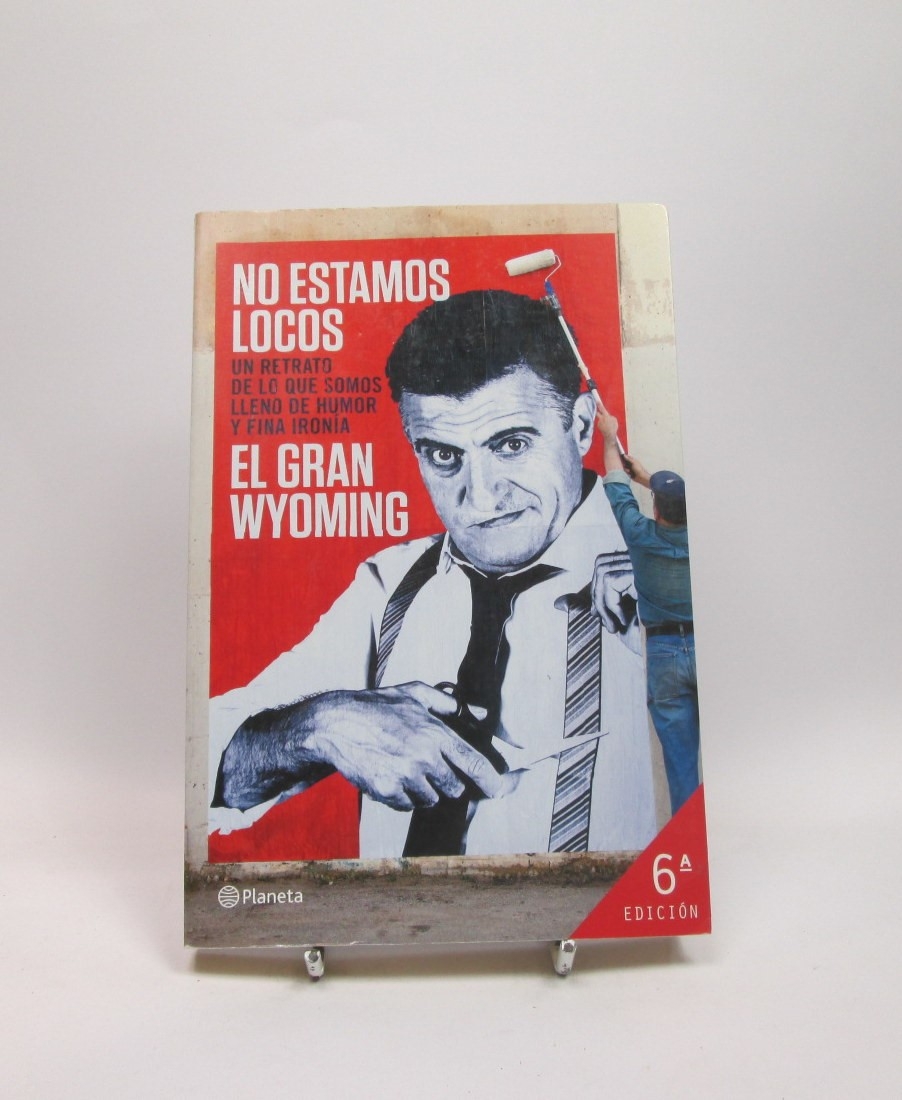 NO ESTAMOS
LOCOS
UN RETRATO
DE LO QUE SOMOS
LLENO DE HUMOR
Y FINA IRONÍA
EL GRAN
WYOMING
Planeta
6ª
EDICIÓN